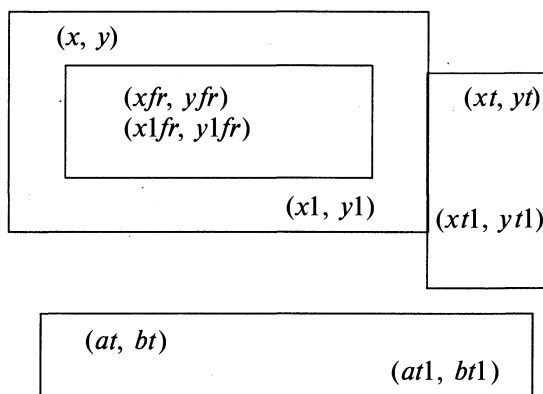 (x, y)
(xfr, yfr)
(x1fr, y1fr)
(x1, y1)
(xt, yt)
(xt1, yt1)
(at, bt)
(at1, bt1)